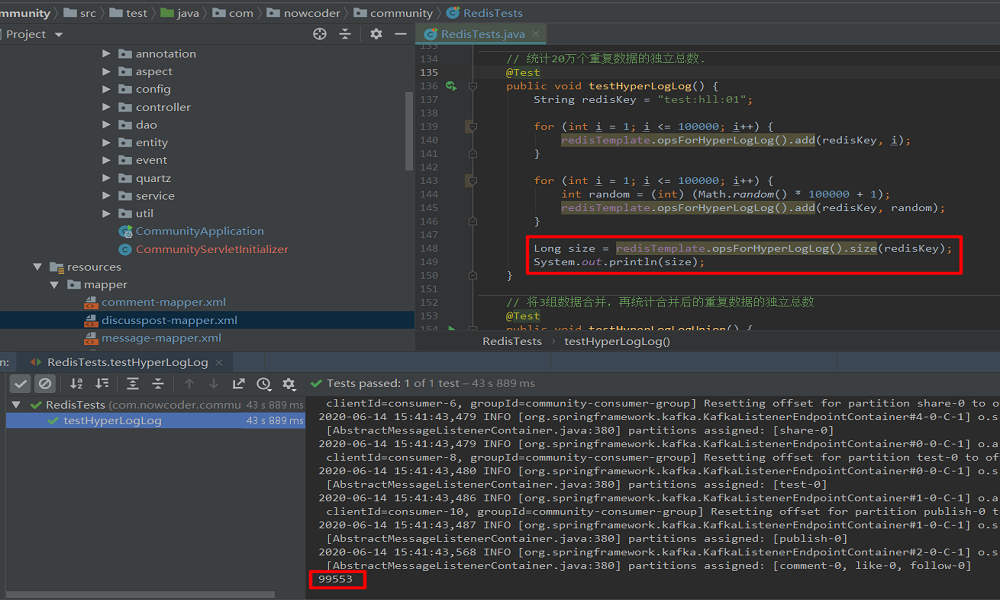 mmunity src test java com nowcoder community RedisTests
Project
RedisTests.java
annotation
aspect
config
controller
dao
entity
event
quartz
service
util
CommunityApplication
CommunityServletInitializer
resources
mapper
comment-mapper.xml
discusspost-mapper.xml
message-mapper.xml
133
134 // 统计20万个重复数据的独立总数.
135 @Test
136 public void testHyperLogLog() {
137 String redisKey = "test:hll:01";
138
139 for (int i = 1; i <= 100000; i++) {
140 redisTemplate.opsForHyperLogLog().add(redisKey, i);
141 }
142
143 for (int i = 1; i <= 100000; i++) {
144 int random = (int) (Math.random() * 100000 + 1);
145 redisTemplate.opsForHyperLogLog().add(redisKey, random);
146 }
147
148 Long size = redisTemplate.opsForHyperLogLog().size(redisKey);
149 System.out.println(size);
150 }
151
152 // 将3组数据合并, 再统计合并后的重复数据的独立总数
153 @Test
154 public void testHyperLogLogUnion() {
RedisTests › testHyperLogLog()
n: RedisTests.testHyperLogLog
Tests passed: 1 of 1 test – 43 s 889 ms
RedisTests (com.nowcoder.commu 43 s 889 ms
testHyperLogLog 43 s 889 ms
clientId=consumer-6, groupId=community-consumer-group] Resetting offset for partition share-0 to o
2020-06-14 15:41:43,479 INFO [org.springframework.kafka.KafkaListenerEndpointContainer#4-0-C-1] o.s
[AbstractMessageListenerContainer.java:380] partitions assigned: [share-0]
2020-06-14 15:41:43,479 INFO [org.springframework.kafka.KafkaListenerEndpointContainer#0-0-C-1] o.a
clientId=consumer-8, groupId=community-consumer-group] Resetting offset for partition test-0 to of
2020-06-14 15:41:43,480 INFO [org.springframework.kafka.KafkaListenerEndpointContainer#0-0-C-1] o.s
[AbstractMessageListenerContainer.java:380] partitions assigned: [test-0]
2020-06-14 15:41:43,486 INFO [org.springframework.kafka.KafkaListenerEndpointContainer#1-0-C-1] o.a
clientId=consumer-10, groupId=community-consumer-group] Resetting offset for partition publish-0 t
2020-06-14 15:41:43,487 INFO [org.springframework.kafka.KafkaListenerEndpointContainer#1-0-C-1] o.s
[AbstractMessageListenerContainer.java:380] partitions assigned: [publish-0]
2020-06-14 15:41:43,568 INFO [org.springframework.kafka.KafkaListenerEndpointContainer#2-0-C-1] o.s
[AbstractMessageListenerContainer.java:380] partitions assigned: [comment-0, like-0, follow-0]
99553